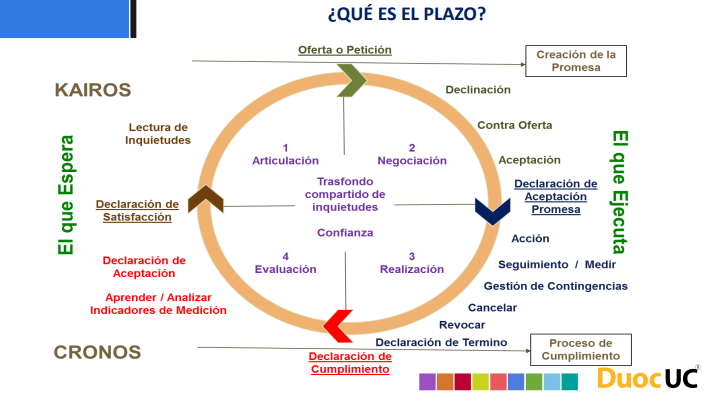 ¿QUÉ ES EL PLAZO?
Oferta o Petición
Creación de la
Promesa
KAIROS
Declinación
Lectura de
Inquietudes
Contra Oferta
1
Articulación
2
Negociación
Aceptación
El que Espera
El que Ejecuta
Trasfondo
compartido de
inquietudes
Confianza
Declaración de
Satisfacción
Declaración de
Aceptación
Promesa
Acción
4
Evaluación
3
Realización
Declaración de
Aceptación
Seguimiento / Medir
Gestión de Contingencias
Aprender / Analizar
Indicadores de Medición
Cancelar
Revocar
Declaración de Termino
CRONOS
Declaración de
Cumplimiento
Proceso de
Cumplimiento
DuocUC®